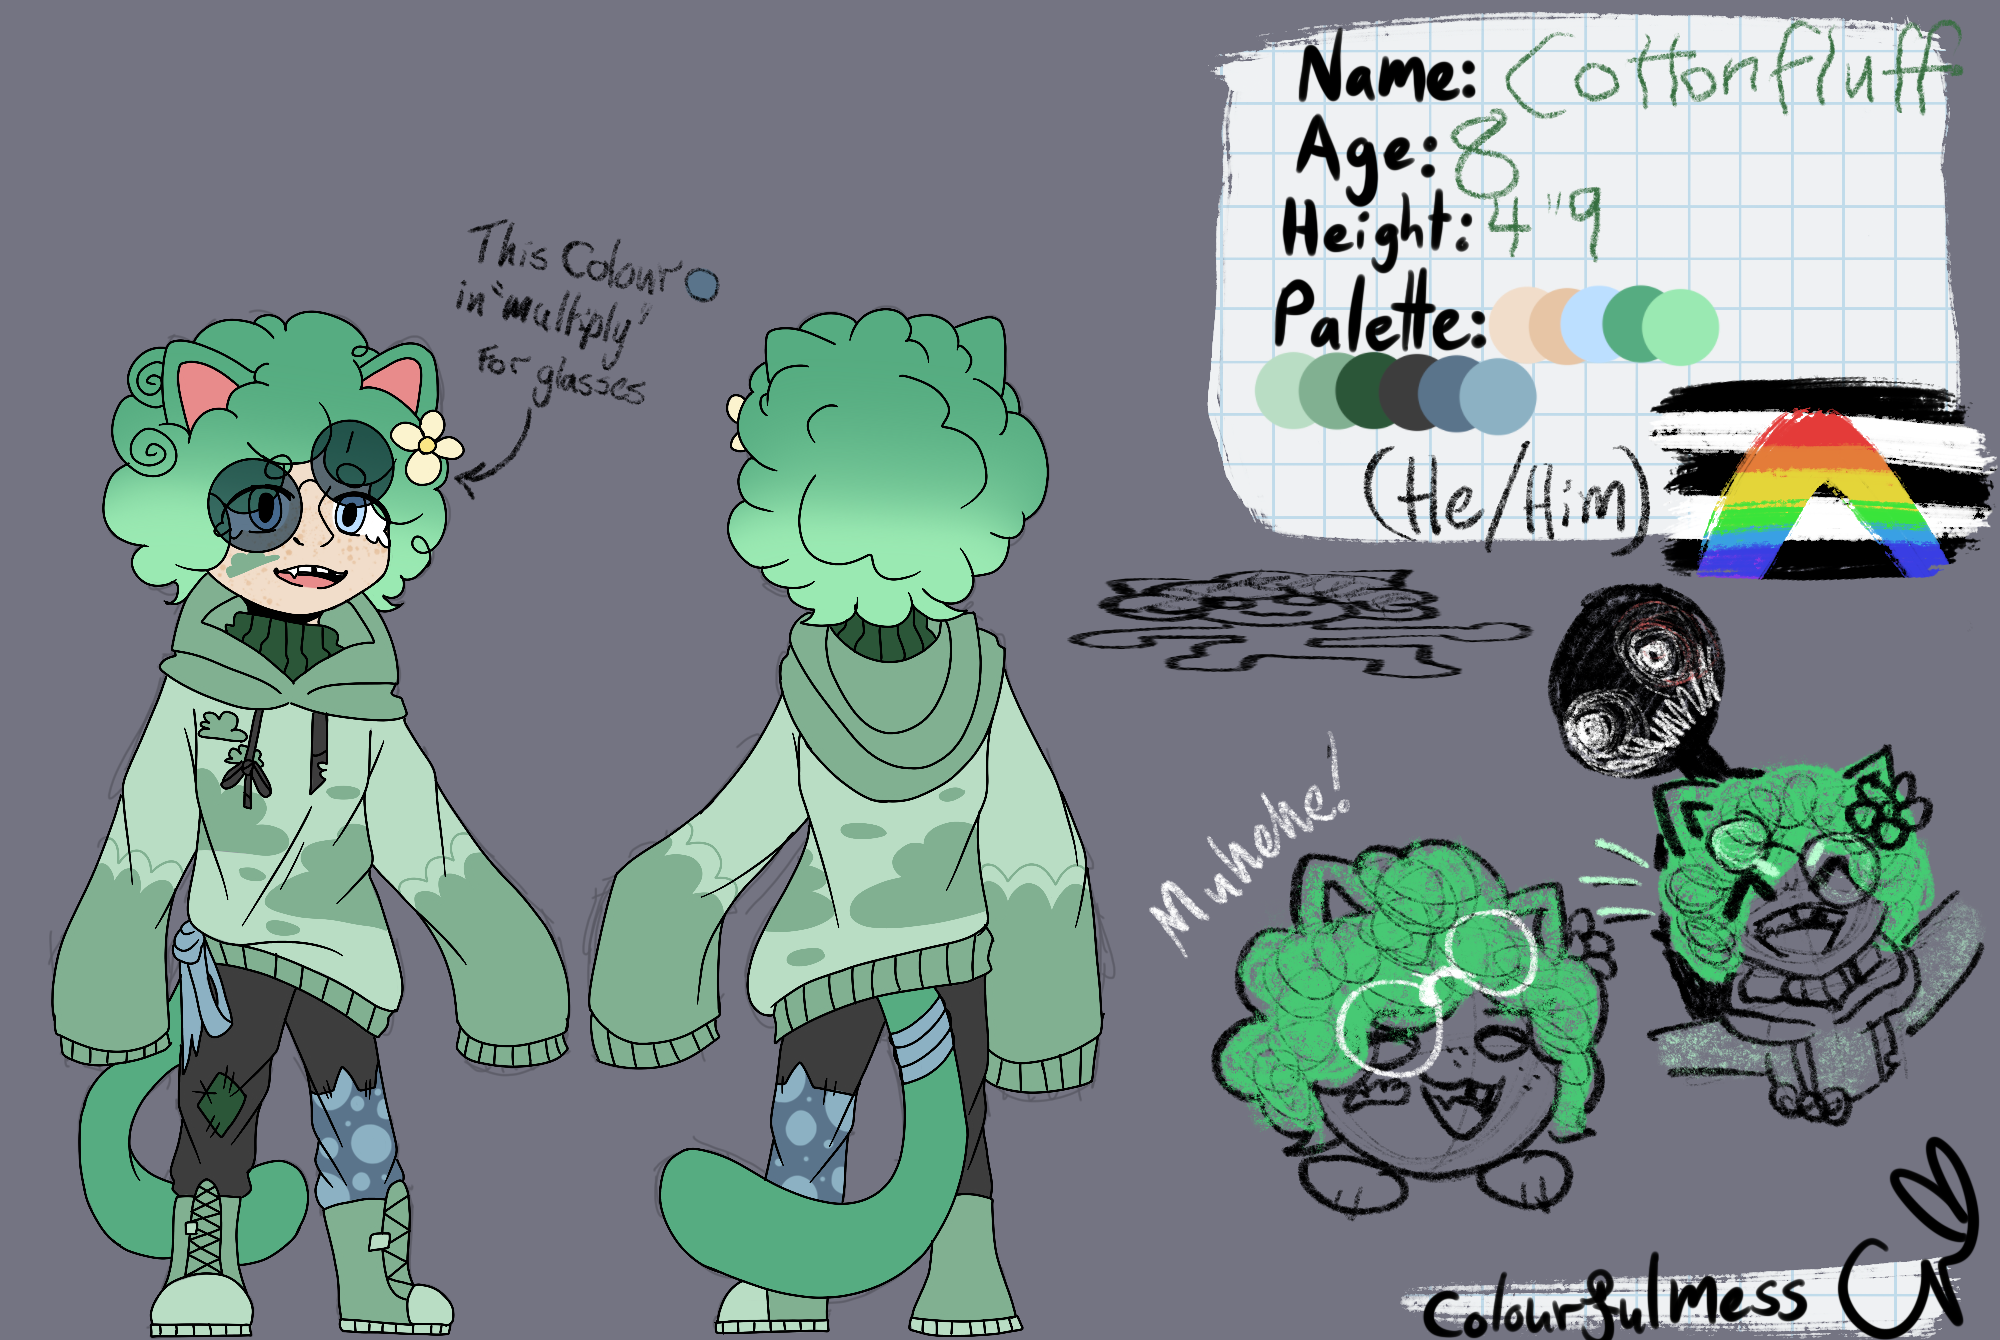 This Colour
in "multiply"
For glasses
Name: Cottonfluff
Age: 8
Height: 4"9
Palette:
(He/Him)
Muhehe!
Colourfulmess